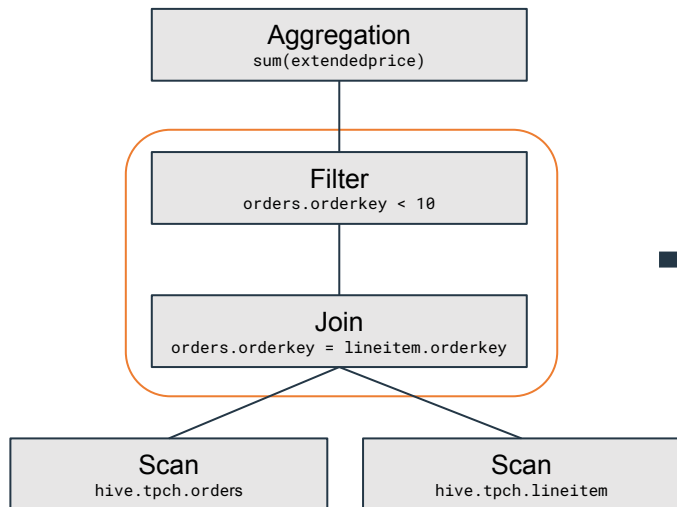 Aggregation
sum(extendedprice)
Filter
orders.orderkey < 10
Join
orders.orderkey = lineitem.orderkey
Scan
hive.tpch.orders
Scan
hive.tpch.lineitem